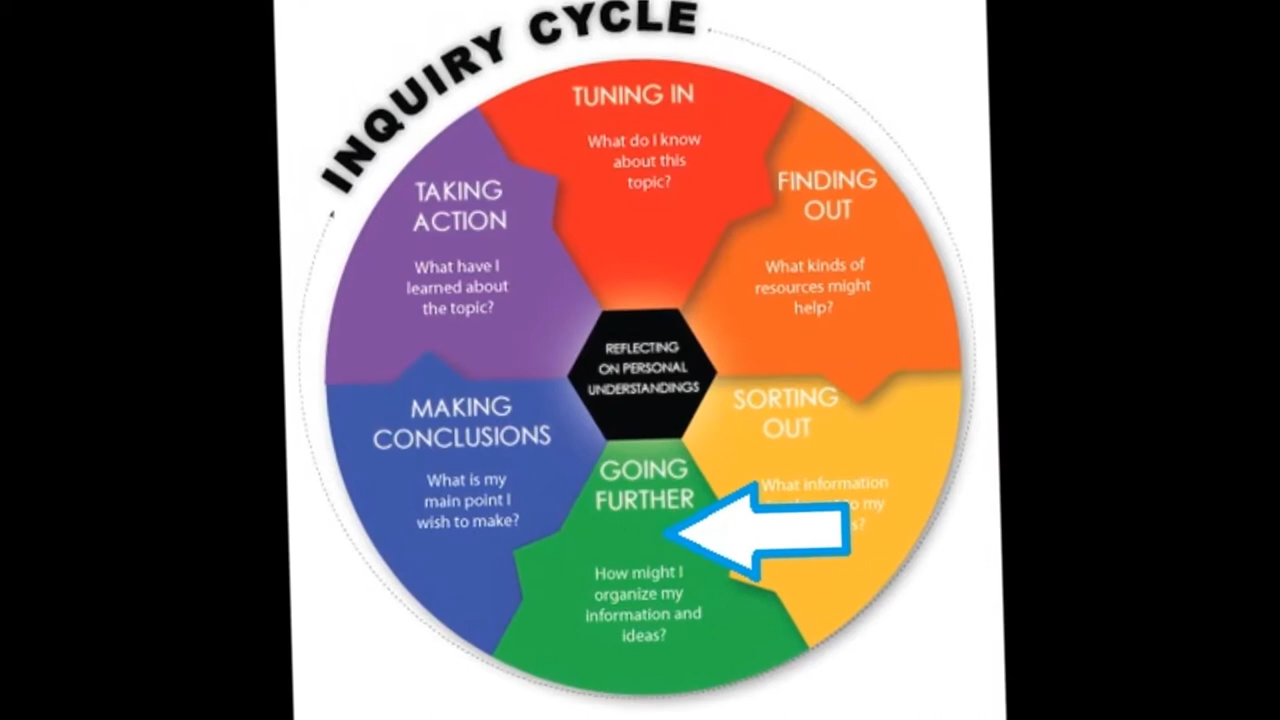 INQUIRY CYCLE
TUNING IN
What do I know
about this
topic?
FINDING
OUT
What kinds of
resources might
help?
SORTING
OUT
What information
to my
GOING
FURTHER
How might I
organize my
information and
ideas?
MAKING
CONCLUSIONS
What is my
main point I
wish to make?
TAKING
ACTION
What have I
learned about
the topic?
REFLECTING
ON PERSONAL
UNDERSTANDINGS